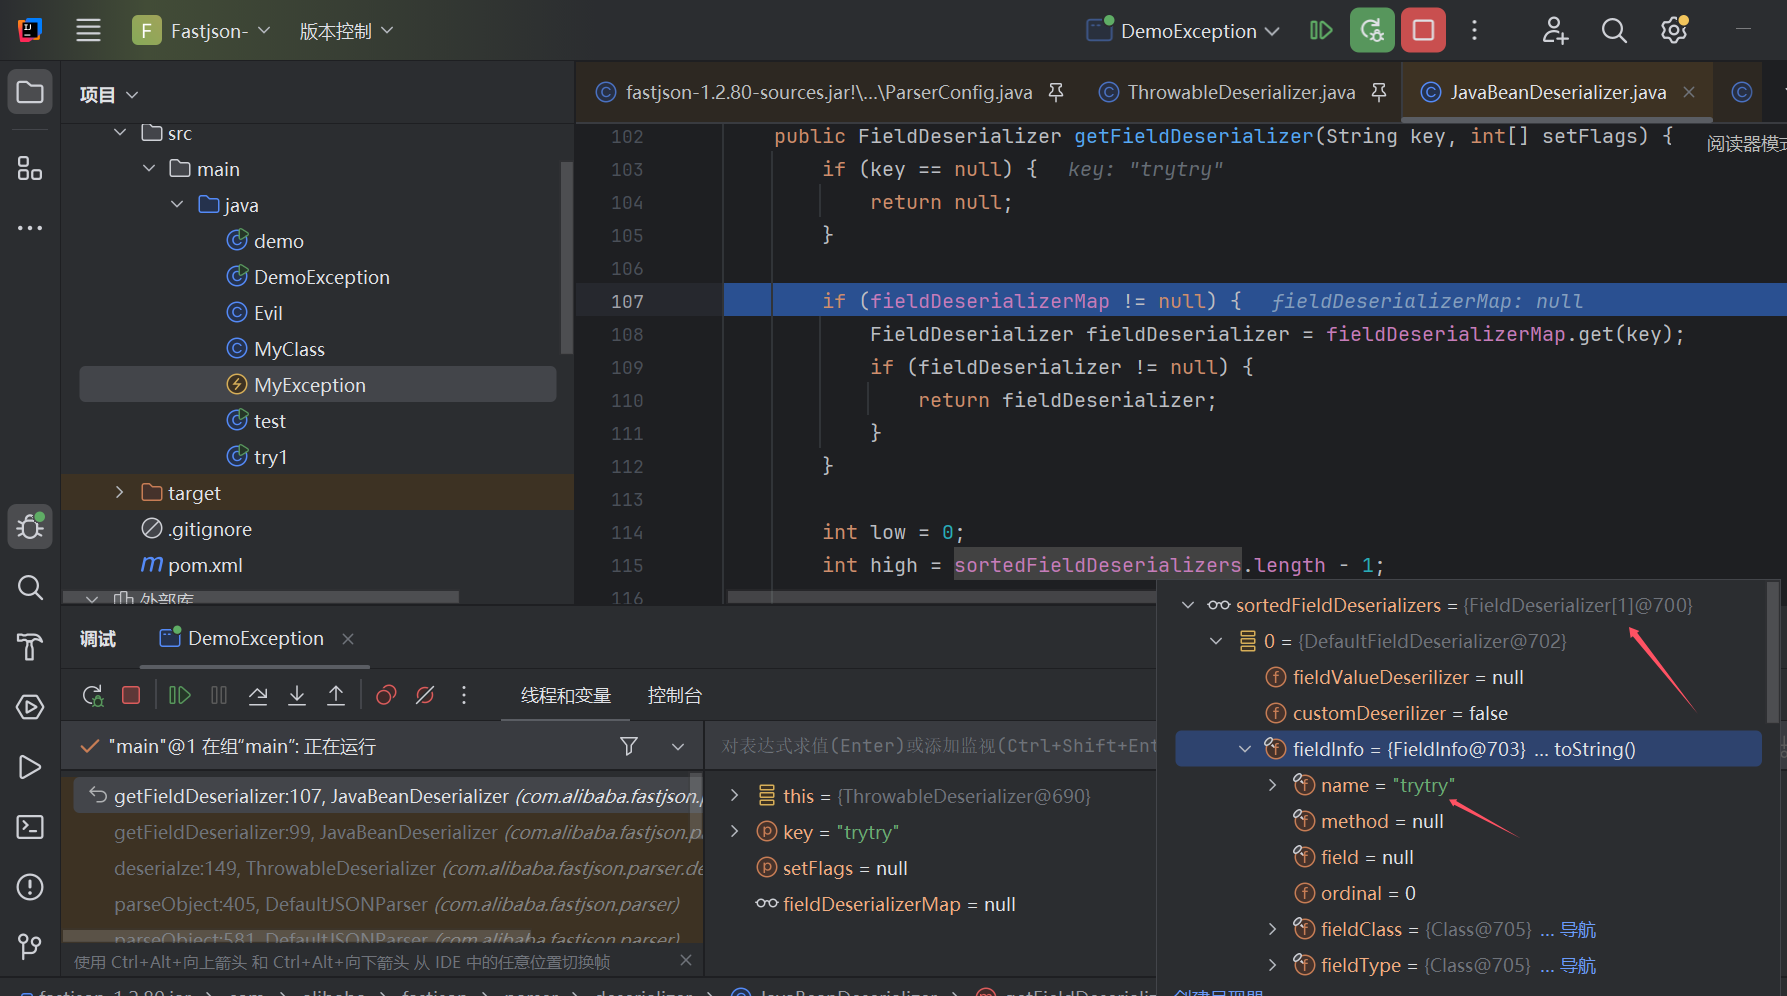 F Fastjson- 版本控制 DemoException
项目
fastjson-1.2.80-sources.jar!\...\ParserConfig.java ThrowableDeserializer.java JavaBeanDeserializer.java
src
main
java
demo
DemoException
Evil
MyClass
MyException
test
try1
target
.gitignore
pom.xml
外部库
阅读器模式
102 public FieldDeserializer getFieldDeserializer(String key, int[] setFlags) {
103 if (key == null) { key: "trytry"
104 return null;
105 }
106
107 if (fieldDeserializerMap != null) { fieldDeserializerMap: null
108 FieldDeserializer fieldDeserializer = fieldDeserializerMap.get(key);
109 if (fieldDeserializer != null) {
110 return fieldDeserializer;
111 }
112 }
113
114 int low = 0;
115 int high = sortedFieldDeserializers.length - 1;
116
调试 DemoException
线程和变量 控制台
"main"@1 在组"main": 正在运行
getFieldDeserializer:107, JavaBeanDeserializer (com.alibaba.fastjson.
getFieldDeserializer:99, JavaBeanDeserializer (com.alibaba.fastjson.p
deserialze:149, ThrowableDeserializer (com.alibaba.fastjson.parser.de
parseObject:405, DefaultJSONParser (com.alibaba.fastjson.parser)
parseObject:581, DefaultJSONParser (com.alibaba.fastjson.parser)
使用 Ctrl+Alt+向上箭头 和 Ctrl+Alt+向下箭头 从 IDE 中的任意位置切换帧
对表达式求值(Enter)或添加监视(Ctrl+Shift+Ent
this = {ThrowableDeserializer@690}
key = "trytry"
setFlags = null
fieldDeserializerMap = null
sortedFieldDeserializers = {FieldDeserializer[1]@700}
0 = {DefaultFieldDeserializer@702}
fieldValueDeserilizer = null
customDeserilizer = false
fieldInfo = {FieldInfo@703} ... toString()
name = "trytry"
method = null
field = null
ordinal = 0
fieldClass = {Class@705} ... 导航
fieldType = {Class@705} ... 导航
fastjson-1.2.80.jar com alibaba fastjson parser deserializer JavaBeanDeserializer getFieldDeserializ